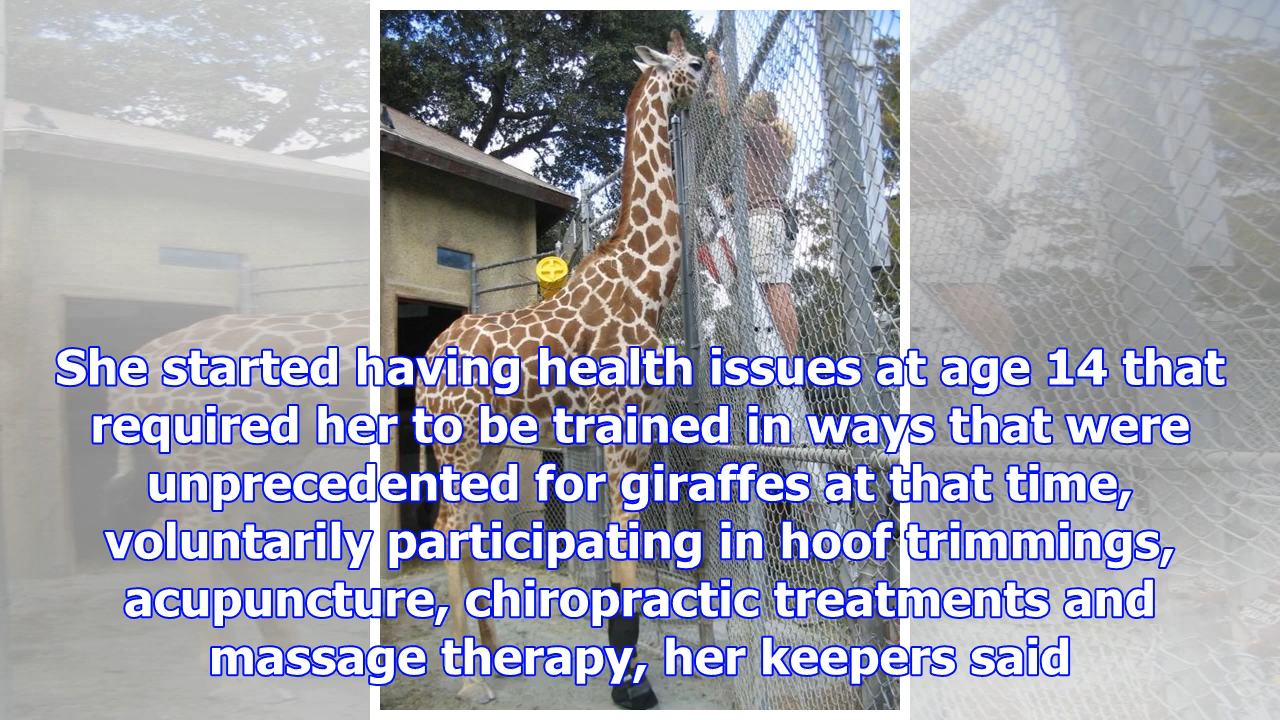 She started having health issues at age 14 that
required her to be trained in ways that were
unprecedented for giraffes at that time,
voluntarily participating in hoof trimmings,
acupuncture, chiropractic treatments and
massage therapy, her keepers said